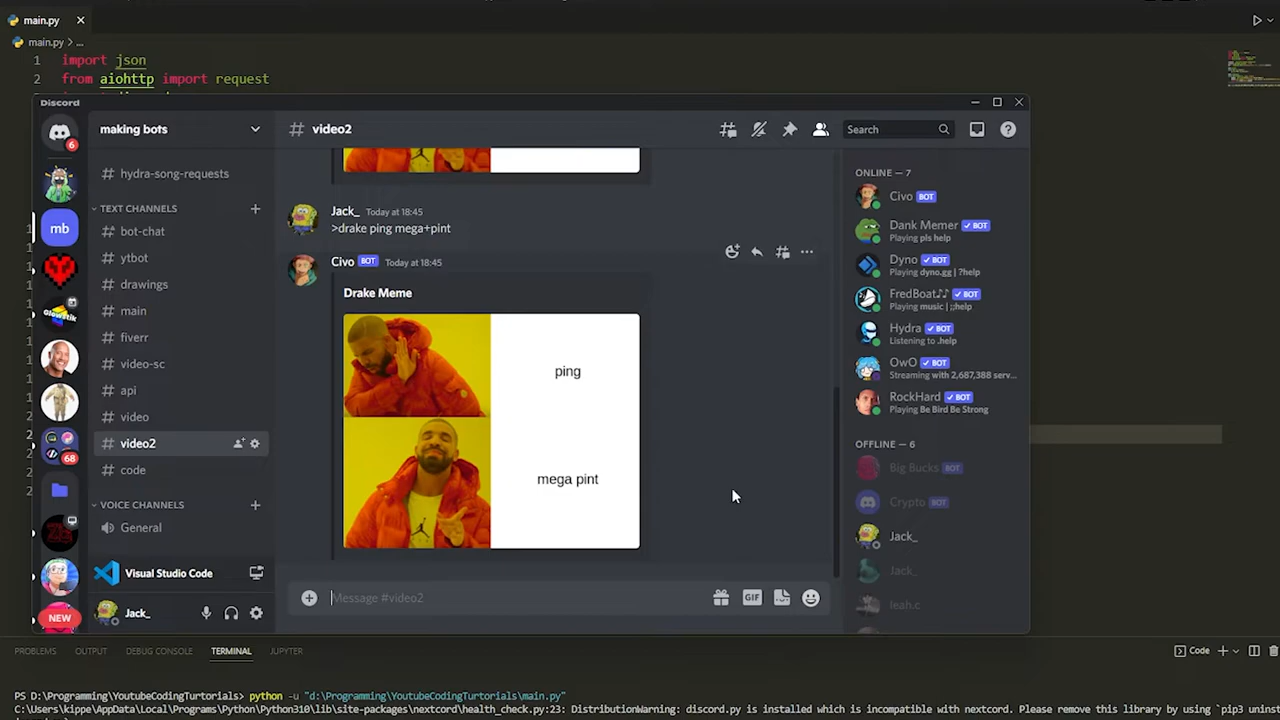 main.py
main.py > ...
1 import json
2 from aiohttp import request
Discord
6
making bots
# video2
Search
# hydra-song-requests
TEXT CHANNELS
mb
# bot-chat
# ytbot
# drawings
# main
# fiverr
# video-sc
# api
# video
# video2
# code
68
VOICE CHANNELS
General
Visual Studio Code
Jack_
NEW
Jack_ Today at 18:45
>drake ping mega+pint
Civo BOT Today at 18:45
Drake Meme
ping
mega pint
Message #video2
GIF
ONLINE — 7
Civo BOT
Dank Memer BOT
Playing pls help
Dyno BOT
Playing dyno.gg | ?help
FredBoat♪♪ BOT
Playing music | ;;help
Hydra BOT
Listening to .help
OwO BOT
Streaming with 2,687,388 serv...
RockHard BOT
Playing Be Bird Be Strong
OFFLINE — 6
Big Bucks BOT
Crypto BOT
Jack_
Jack_
leah.c
PROBLEMS OUTPUT DEBUG CONSOLE TERMINAL JUPYTER
Code
PS D:\Programming\YoutubeCodingTurtorials> python -u "d:\Programming\YoutubeCodingTurtorials\main.py"
C:\Users\kippe\AppData\Local\Programs\Python\Python310\lib\site-packages\nextcord\health_check.py:23: DistributionWarning: discord.py is installed which is incompatible with nextcord. Please remove this library by using `pip3 uninst